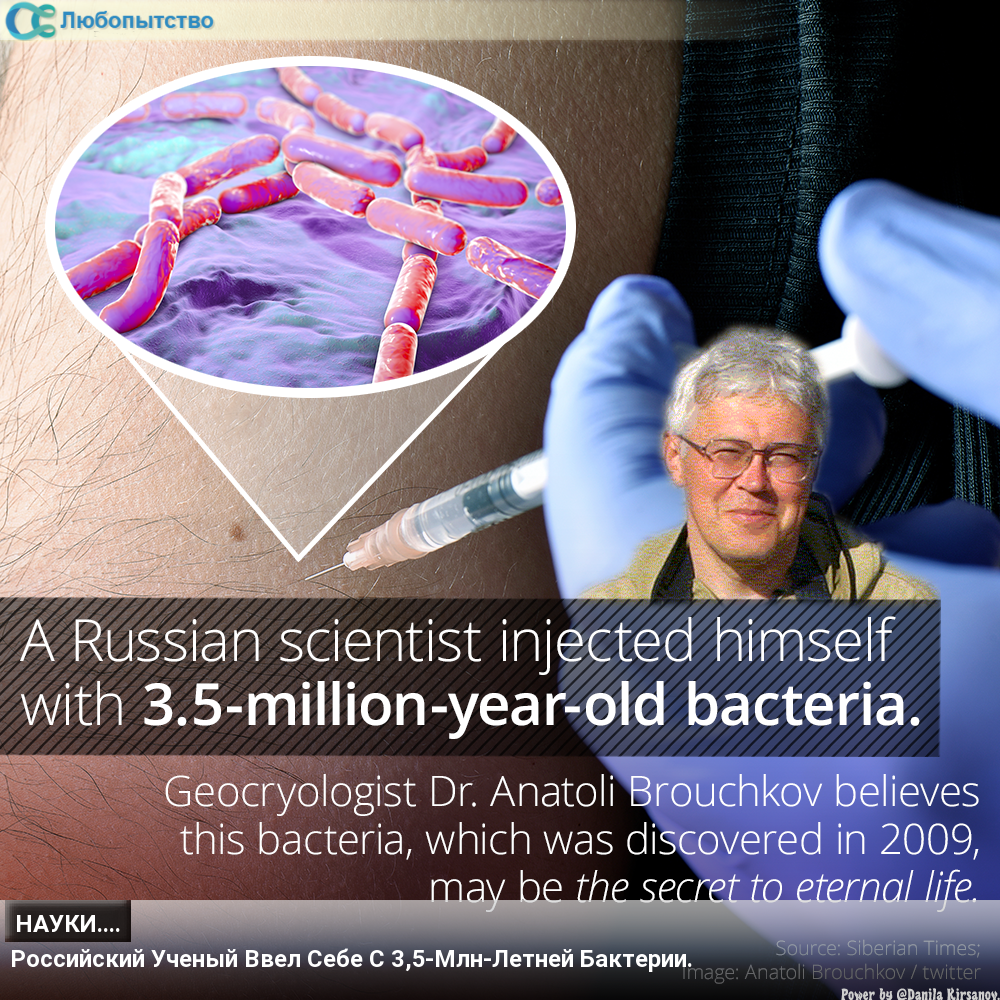 Любопытство
A Russian scientist injected himself
with 3.5-million-year-old bacteria.
Geocryologist Dr. Anatoli Brouchkov believes
this bacteria, which was discovered in 2009,
may be the secret to eternal life.
НАУКИ....
Российский Ученый Ввел Себе С 3,5-Млн-Летней Бактерии.
Source: Siberian Times;
Image: Anatoli Brouchkov / twitter
Power by @Danila Kirsanov